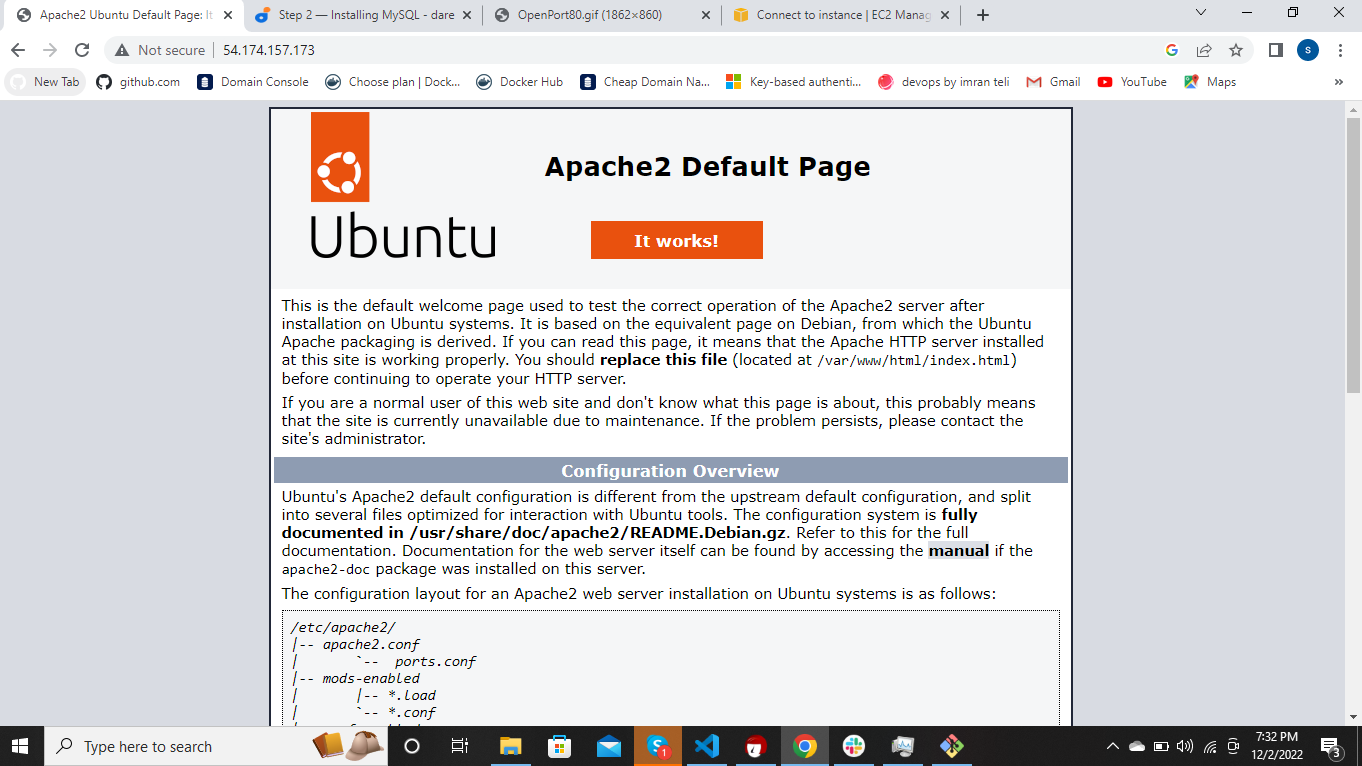 Apache2 Ubuntu Default Page: It
Step 2 — Installing MySQL - dare
OpenPort80.gif (1862×860)
Connect to instance | EC2 Manag
Not secure
54.174.157.173
S
New Tab
github.com
Domain Console
Choose plan | Dock...
Docker Hub
Cheap Domain Na...
Key-based authenti...
devops by imran teli
Gmail
YouTube
Maps
»
Apache2 Default Page
Ubuntu
It works!
This is the default welcome page used to test the correct operation of the Apache2 server after
installation on Ubuntu systems. It is based on the equivalent page on Debian, from which the Ubuntu
Apache packaging is derived. If you can read this page, it means that the Apache HTTP server installed
at this site is working properly. You should replace this file (located at /var/www/html/index.html)
before continuing to operate your HTTP server.
If you are a normal user of this web site and don't know what this page is about, this probably means
that the site is currently unavailable due to maintenance. If the problem persists, please contact the
site's administrator.
Configuration Overview
Ubuntu's Apache2 default configuration is different from the upstream default configuration, and split
into several files optimized for interaction with Ubuntu tools. The configuration system is fully
documented in /usr/share/doc/apache2/README.Debian.gz. Refer to this for the full
documentation. Documentation for the web server itself can be found by accessing the manual if the
apache2-doc package was installed on this server.
The configuration layout for an Apache2 web server installation on Ubuntu systems is as follows:
/etc/apache2/
|-- apache2.conf
|       `--  ports.conf
|-- mods-enabled
|       |-- *.load
|       `-- *.conf
Type here to search
1
7:32 PM
12/2/2022
3